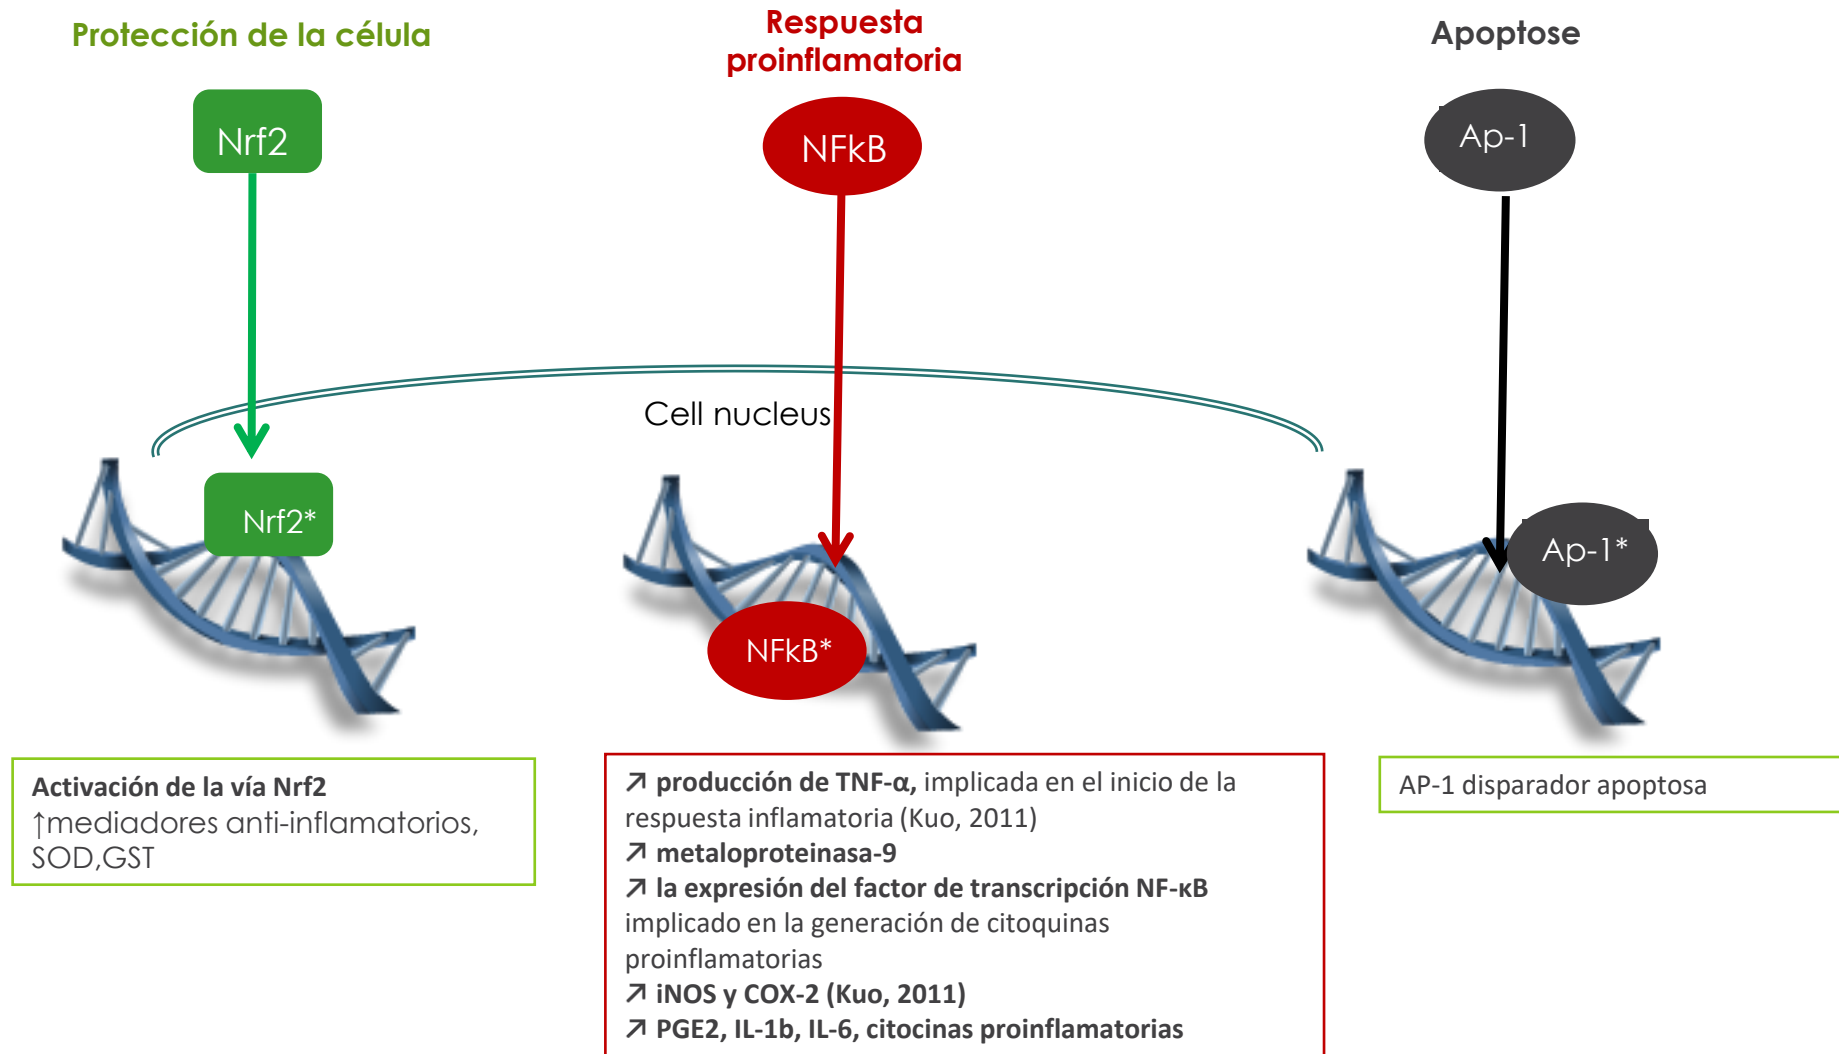 Protección de la célula
Respuesta
proinflamatoria
Apoptose
Nrf2
NFkB
Ap-1
Cell nucleus
Nrf2*
NFkB*
Ap-1*
Activación de la vía Nrf2
↑mediadores anti-inflamatorios,
SOD,GST
↗ producción de TNF-α, implicada en el inicio de la
respuesta inflamatoria (Kuo, 2011)
↗ metaloproteinasa-9
↗ la expresión del factor de transcripción NF-κB
implicado en la generación de citoquinas
proinflamatorias
↗ iNOS y COX-2 (Kuo, 2011)
↗ PGE2, IL-1b, IL-6, citocinas proinflamatorias
AP-1 disparador apoptosa